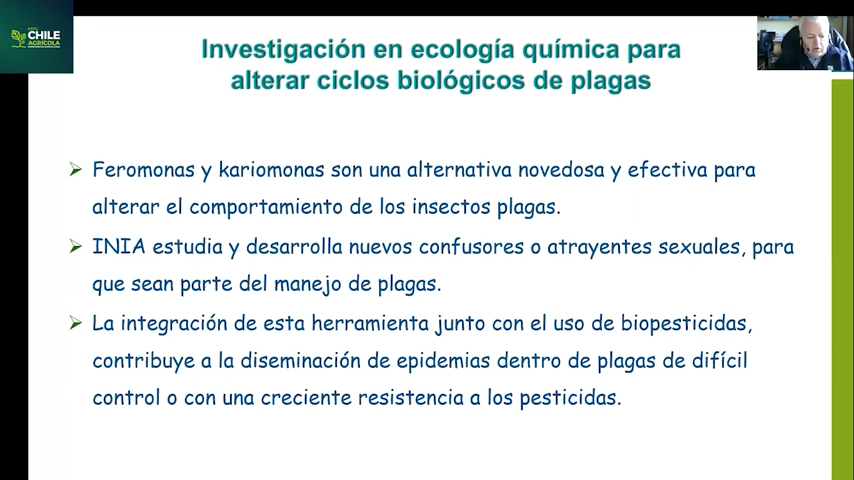 CHILE
AGRÍCOLA
Investigación en ecología química para
alterar ciclos biológicos de plagas
Feromonas y kariomonas son una alternativa novedosa y efectiva para
alterar el comportamiento de los insectos plagas.
INIA estudia y desarrolla nuevos confusores o atrayentes sexuales, para
que sean parte del manejo de plagas.
La integración de esta herramienta junto con el uso de biopesticidas,
contribuye a la diseminación de epidemias dentro de plagas de difícil
control o con una creciente resistencia a los pesticidas.